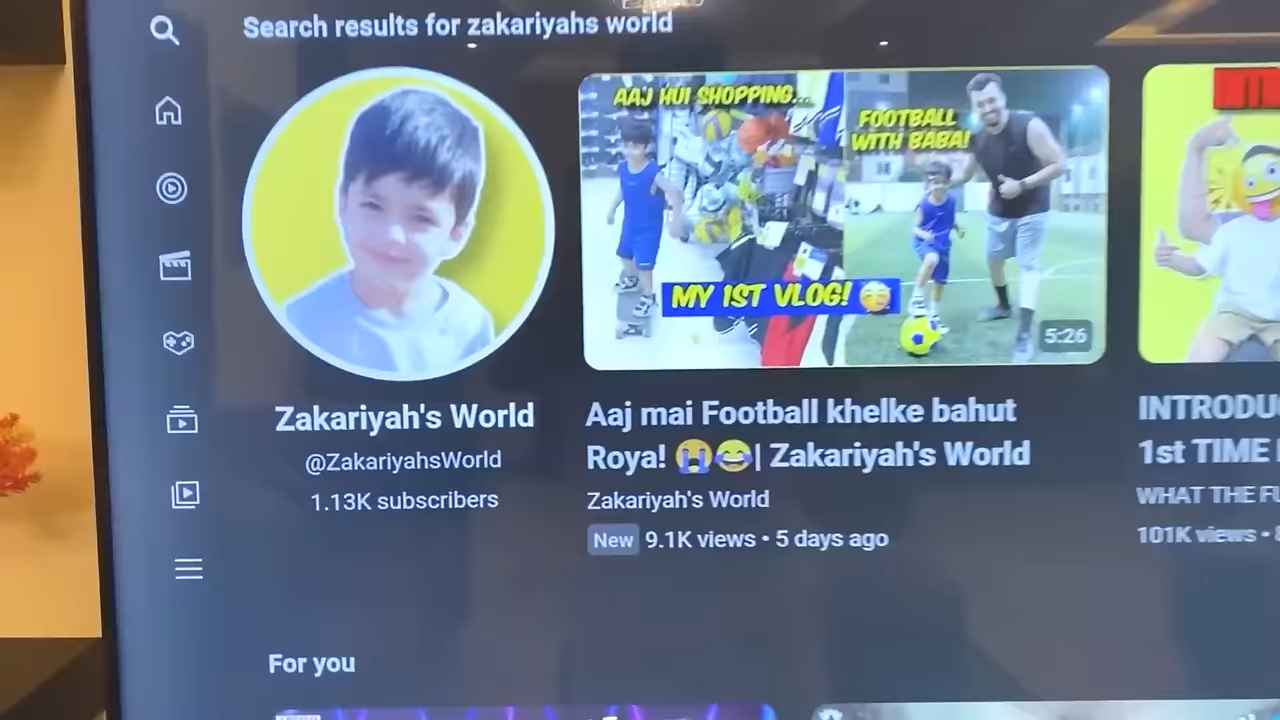 Search results for zakariyahs world
AAJ HUI SHOPPING...
FOOTBALL
WITH BABA!
MY 1ST VLOG!
5:26
Zakariyah's World
@ZakariyahsWorld
1.13K subscribers
Aaj mai Football khelke bahut
Roya! 😭😂| Zakariyah's World
Zakariyah's World
New 9.1K views • 5 days ago
1st TIME
WHAT THE
101K views •
For you